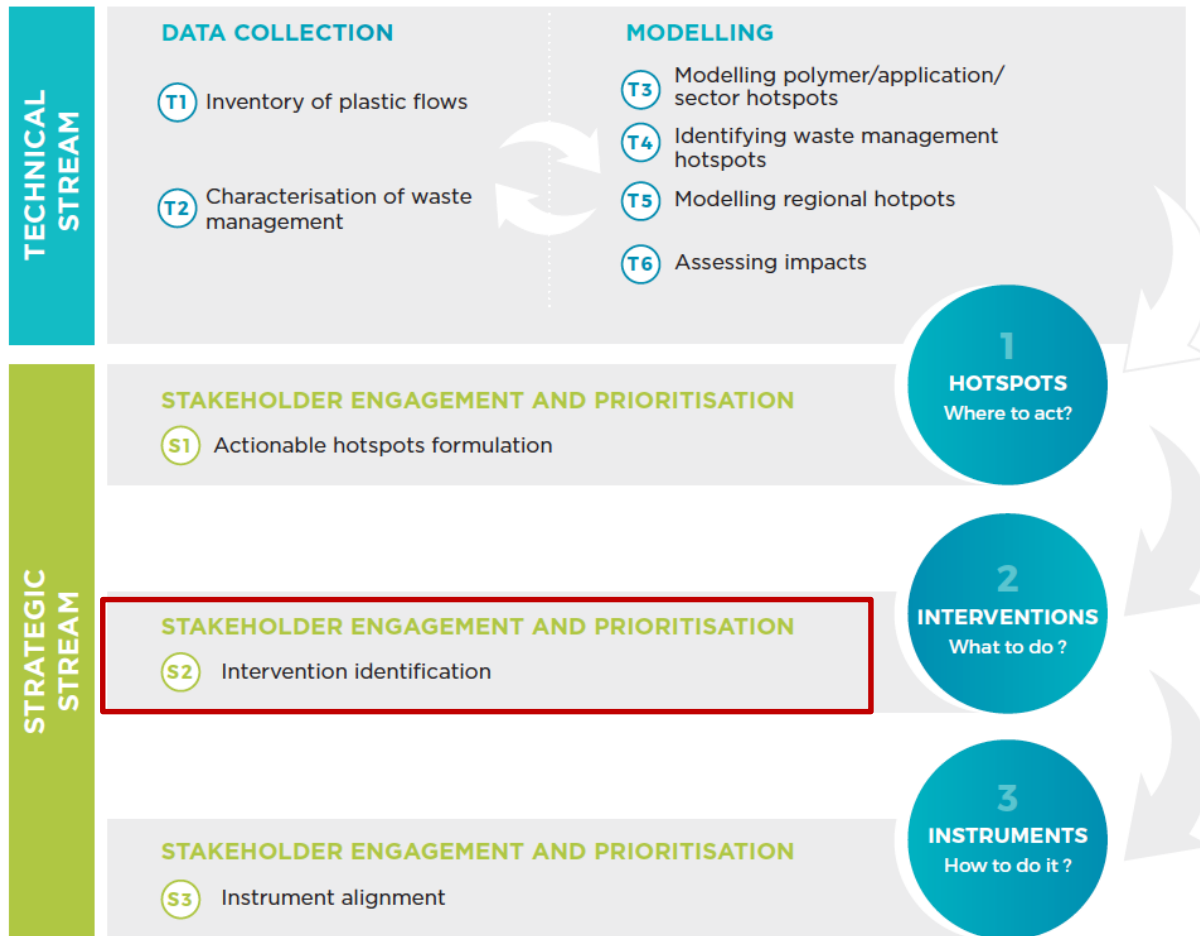 TECHNICAL
STREAM
DATA COLLECTION
T1 Inventory of plastic flows
T2 Characterisation of waste
management
MODELLING
T3 Modelling polymer/application/
sector hotspots
T4 Identifying waste management
hotspots
T5 Modelling regional hotpots
T6 Assessing impacts
1
HOTSPOTS
Where to act?
STRATEGIC
STREAM
STAKEHOLDER ENGAGEMENT AND PRIORITISATION
S1 Actionable hotspots formulation
2
INTERVENTIONS
What to do ?
STAKEHOLDER ENGAGEMENT AND PRIORITISATION
S2 Intervention identification
3
INSTRUMENTS
How to do it ?
STAKEHOLDER ENGAGEMENT AND PRIORITISATION
S3 Instrument alignment